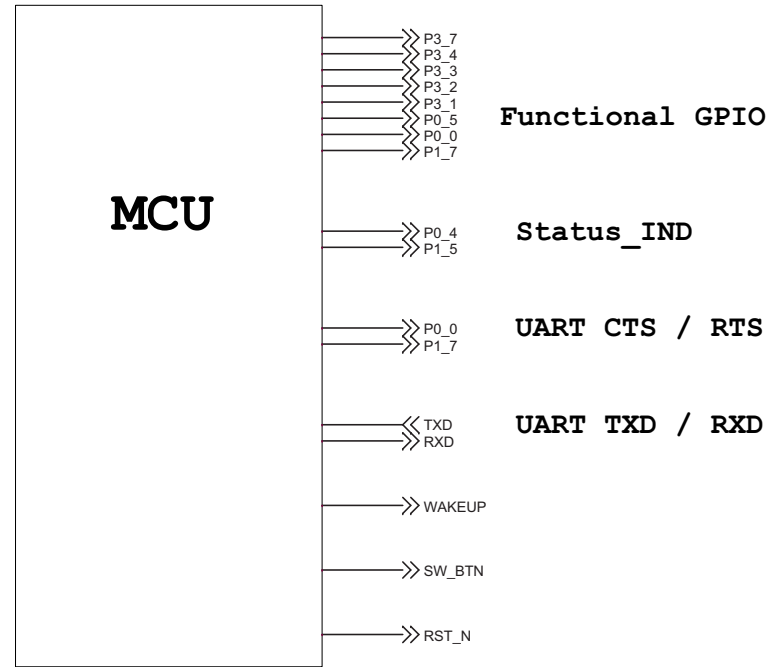 P3_7
P3_4
P3_3
P3_2
P3_1
P0_5
P0_0
P1_7
Functional GPIO
MCU
P0_4
P1_5
Status_IND
P0_0
P1_7
UART CTS / RTS
TXD
RXD
UART TXD / RXD
WAKEUP
SW_BTN
RST_N